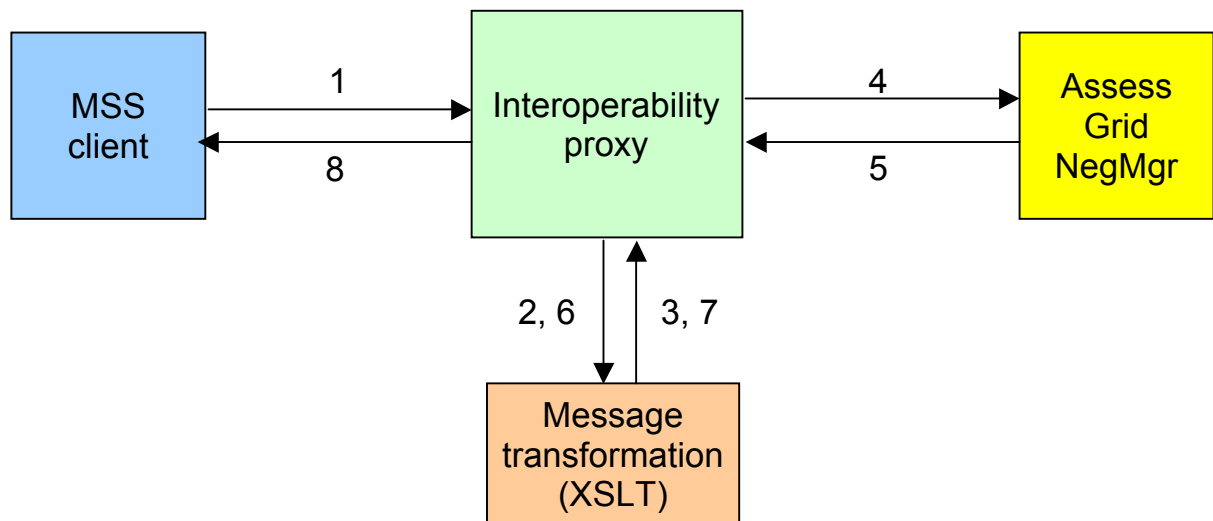 MSS
client
1
8
Interoperability
proxy
4
5
Assess
Grid
NegMgr
2, 6
3, 7
Message
transformation
(XSLT)